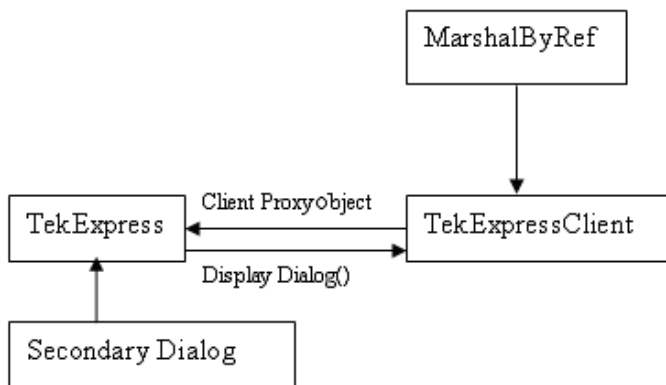 MarshalByRef
Client Proxyobject
TekExpress
TekExpressClient
Display Dialog()
Secondary Dialog